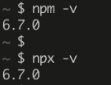 ~ $ npm -v
6.7.0
~ $
~ $ npx -v
6.7.0